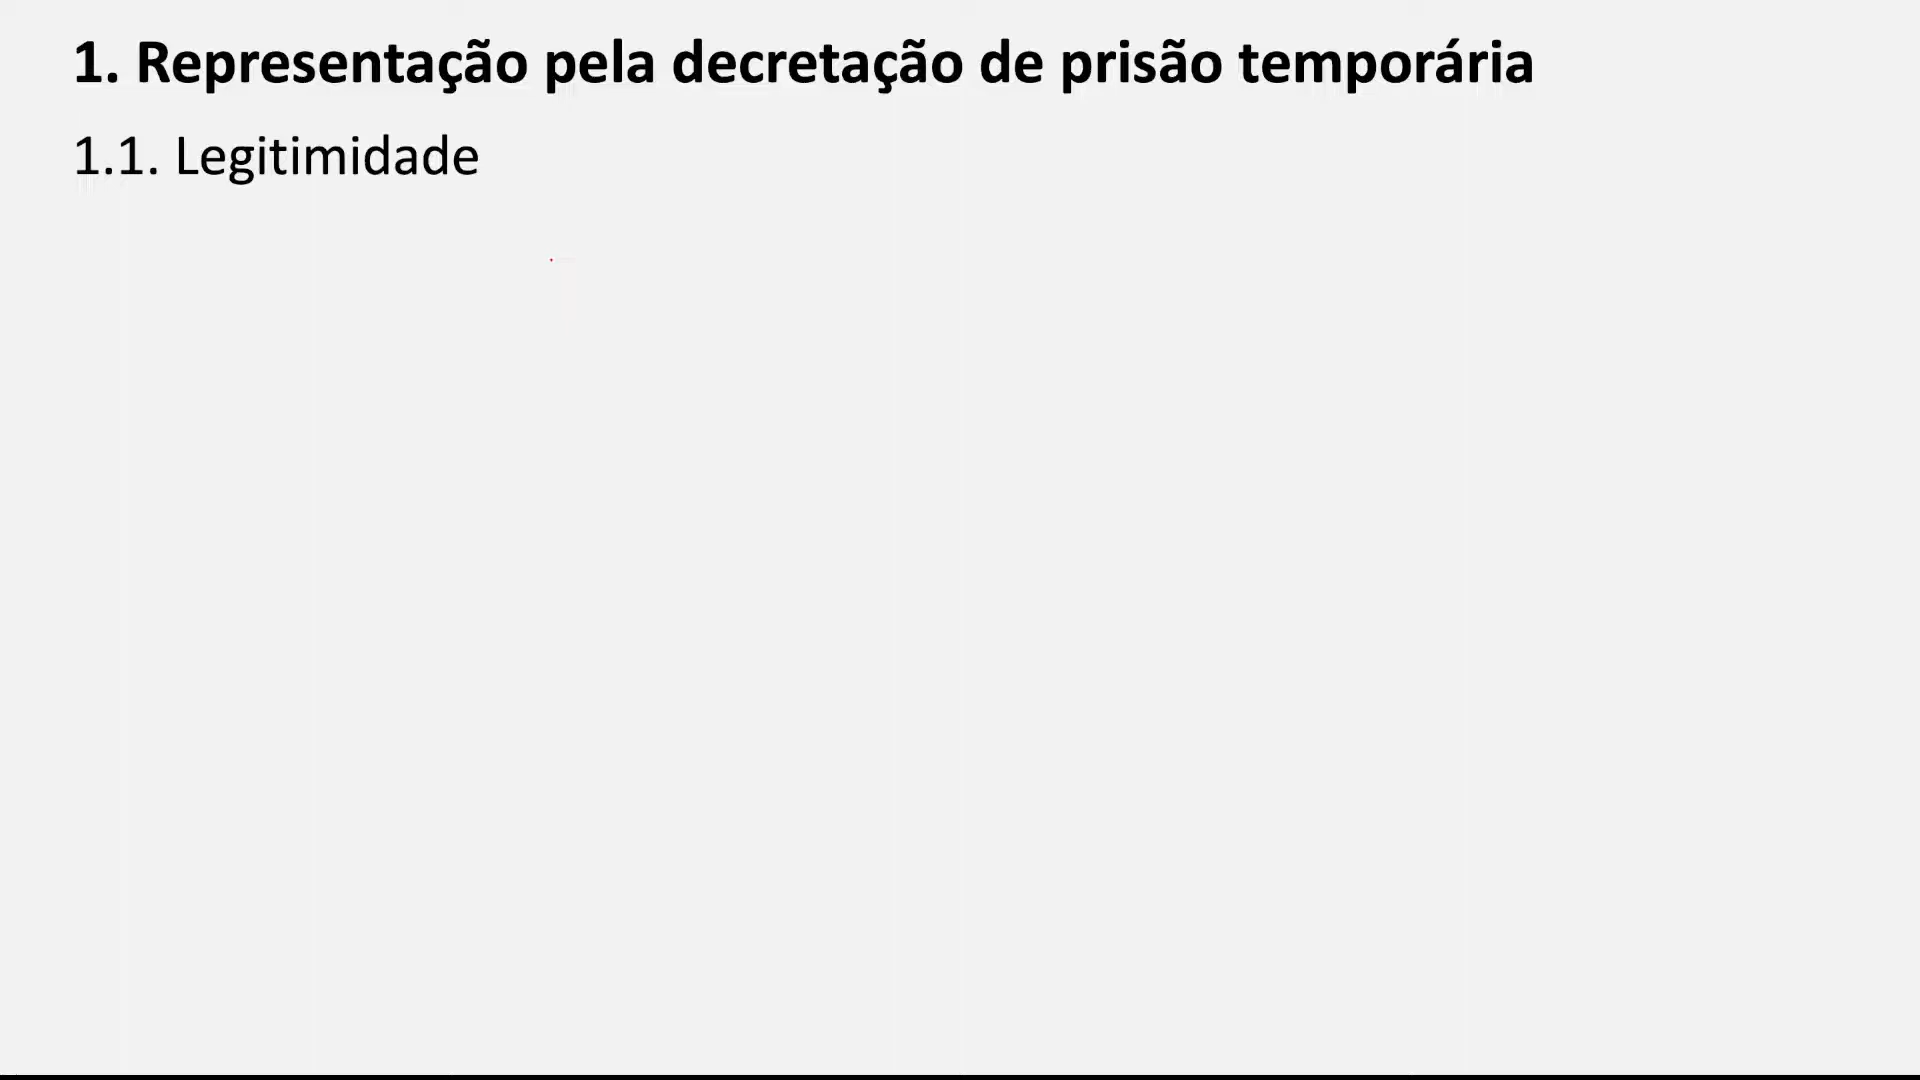 1. Representação pela decretação de prisão temporária
1.1. Legitimidade